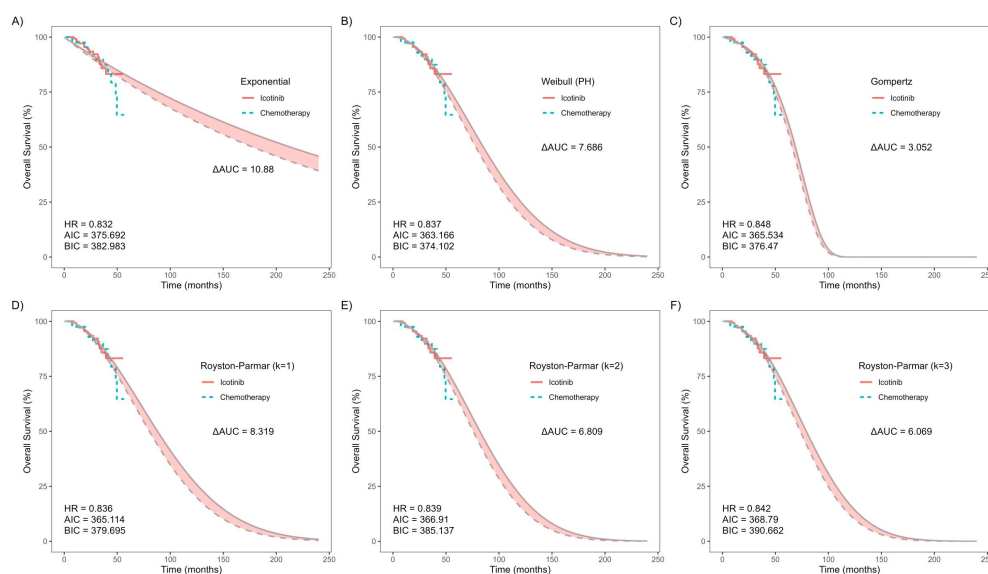 A)
Overall Survival (%)
100
75
50
25
0
Exponential
Icotinib
Chemotherapy
ΔAUC = 10.88
HR = 0.832
AIC = 375.692
BIC = 382.983
0 50 100 150 200 250
Time (months)
B)
Overall Survival (%)
100
75
50
25
0
Weibull (PH)
Icotinib
Chemotherapy
ΔAUC = 7.686
HR = 0.837
AIC = 363.166
BIC = 374.102
0 50 100 150 200 250
Time (months)
C)
Overall Survival (%)
100
75
50
25
0
Gompertz
Icotinib
Chemotherapy
ΔAUC = 3.052
HR = 0.848
AIC = 365.534
BIC = 376.47
0 50 100 150 200 250
Time (months)
D)
Overall Survival (%)
100
75
50
25
0
Royston-Parmar (k=1)
Icotinib
Chemotherapy
ΔAUC = 8.319
HR = 0.836
AIC = 365.114
BIC = 379.695
0 50 100 150 200 250
Time (months)
E)
Overall Survival (%)
100
75
50
25
0
Royston-Parmar (k=2)
Icotinib
Chemotherapy
ΔAUC = 6.809
HR = 0.839
AIC = 366.91
BIC = 385.137
0 50 100 150 200 250
Time (months)
F)
Overall Survival (%)
100
75
50
25
0
Royston-Parmar (k=3)
Icotinib
Chemotherapy
ΔAUC = 6.069
HR = 0.842
AIC = 368.79
BIC = 390.662
0 50 100 150 200 250
Time (months)